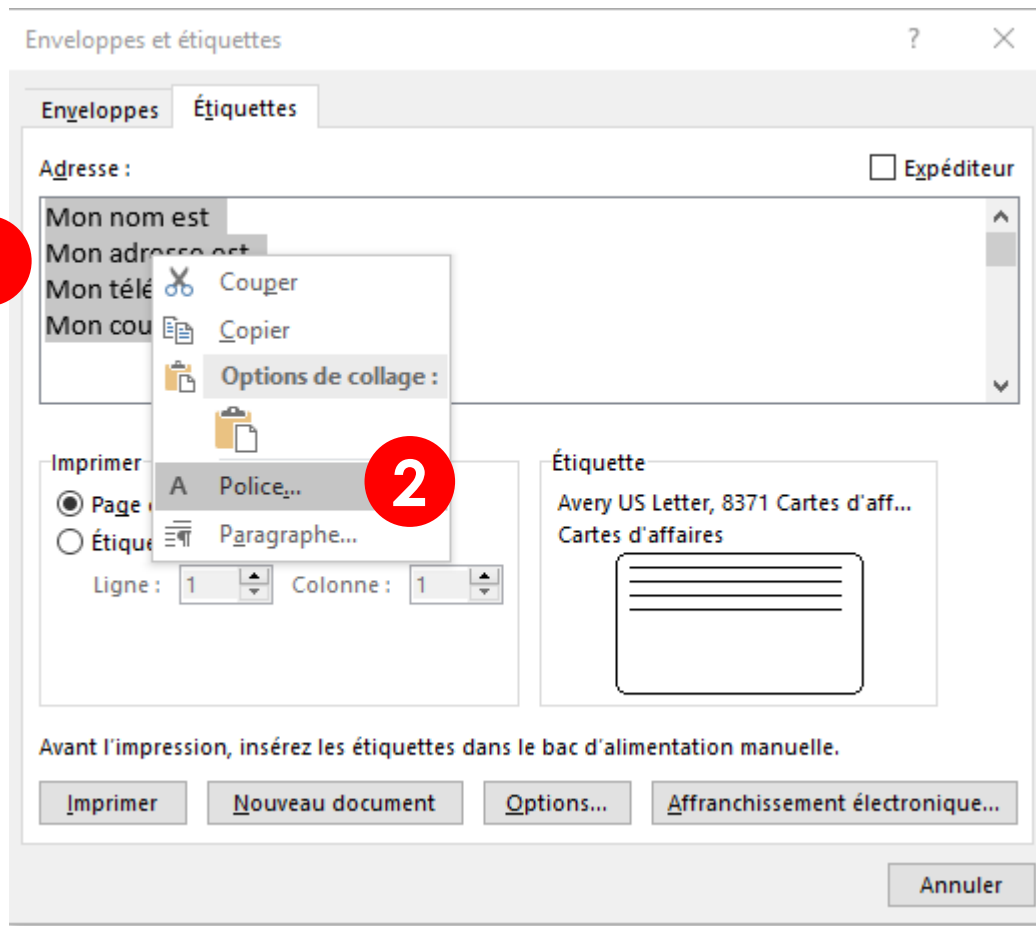 Enveloppes et étiquettes ?
Enveloppes Étiquettes
Adresse : Expéditeur
Mon nom est
Mon adresse est
Mon télé
Mon cou
Couper
Copier
Options de collage :
Police...
2
Paragraphe...
Imprimer
Page
Étique
Ligne : 1 Colonne : 1
Étiquette
Avery US Letter, 8371 Cartes d'aff...
Cartes d'affaires
Avant l'impression, insérez les étiquettes dans le bac d'alimentation manuelle.
Imprimer Nouveau document Options... Affranchissement électronique...
Annuler